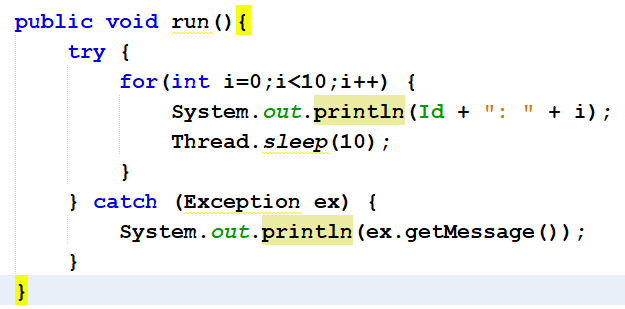 public void run(){
try {
for(int i=0;i<10;i++) {
System.out.println(Id + ": " + i);
Thread.sleep(10);
}
} catch (Exception ex) {
System.out.println(ex.getMessage());
}
}